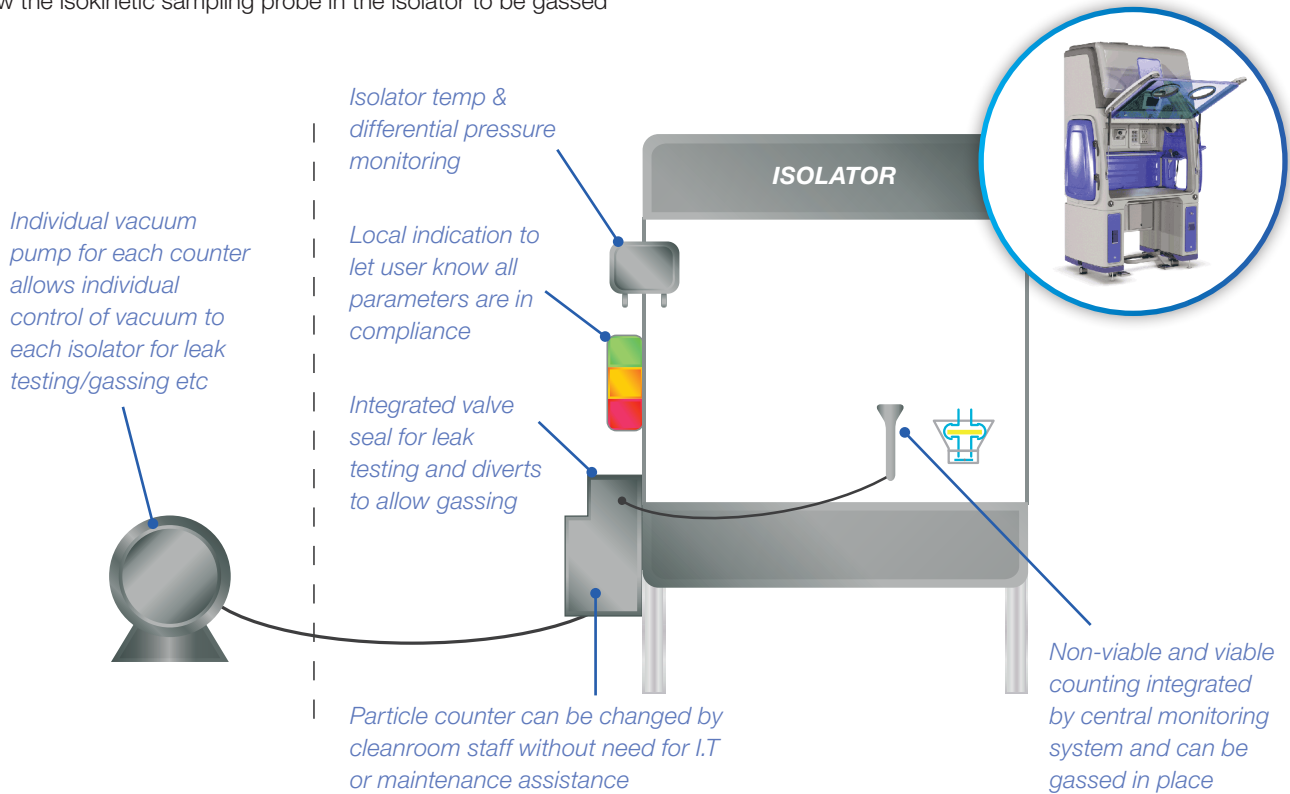 the isokinetic sampling probe in the isolator to be gassed
Isolator temp &
differential pressure
monitoring
ISOLATOR
Individual vacuum
pump for each counter
allows individual
control of vacuum to
each isolator for leak
testing/gassing etc
Local indication to
let user know all
parameters are in
compliance
Integrated valve
seal for leak
testing and diverts
to allow gassing
Particle counter can be changed by
cleanroom staff without need for I.T
or maintenance assistance
Non-viable and viable
counting integrated
by central monitoring
system and can be
gassed in place